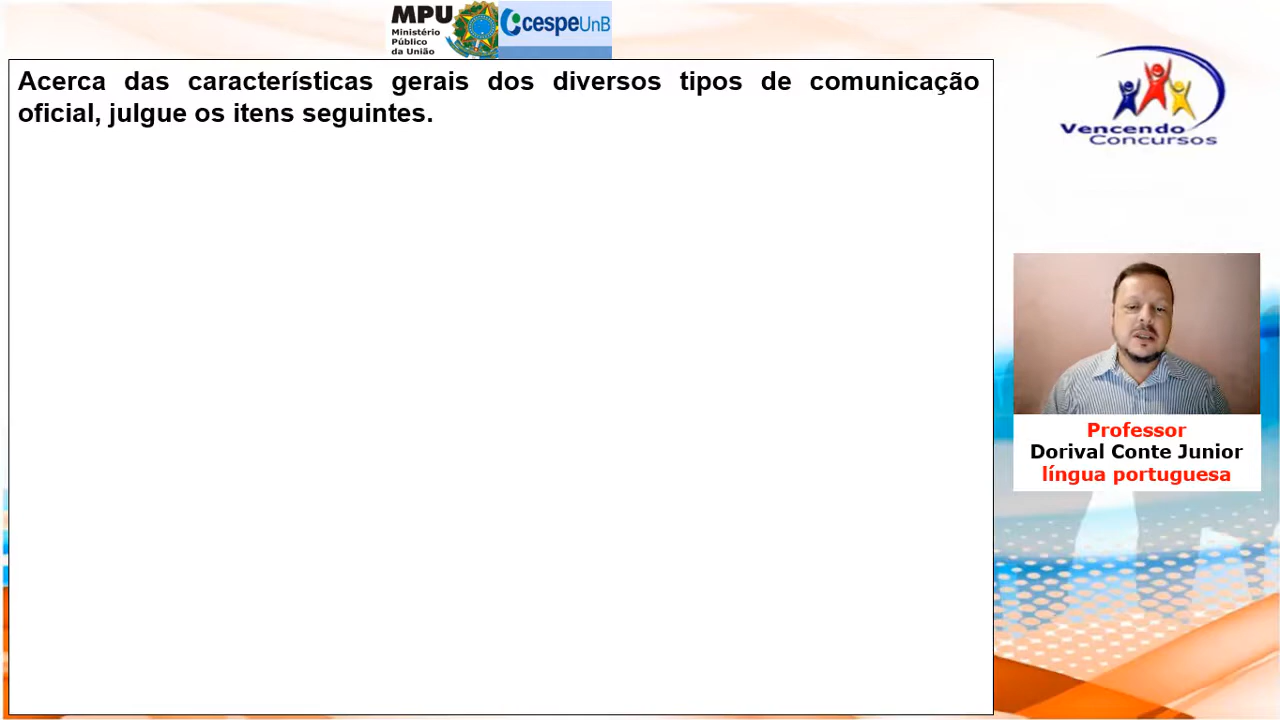 MPU
Ministério
Público
da União
cespeUnB
Acerca das características gerais dos diversos tipos de comunicação
oficial, julgue os itens seguintes.
Vencendo
Concursos
Professor
Dorival Conte Junior
língua portuguesa